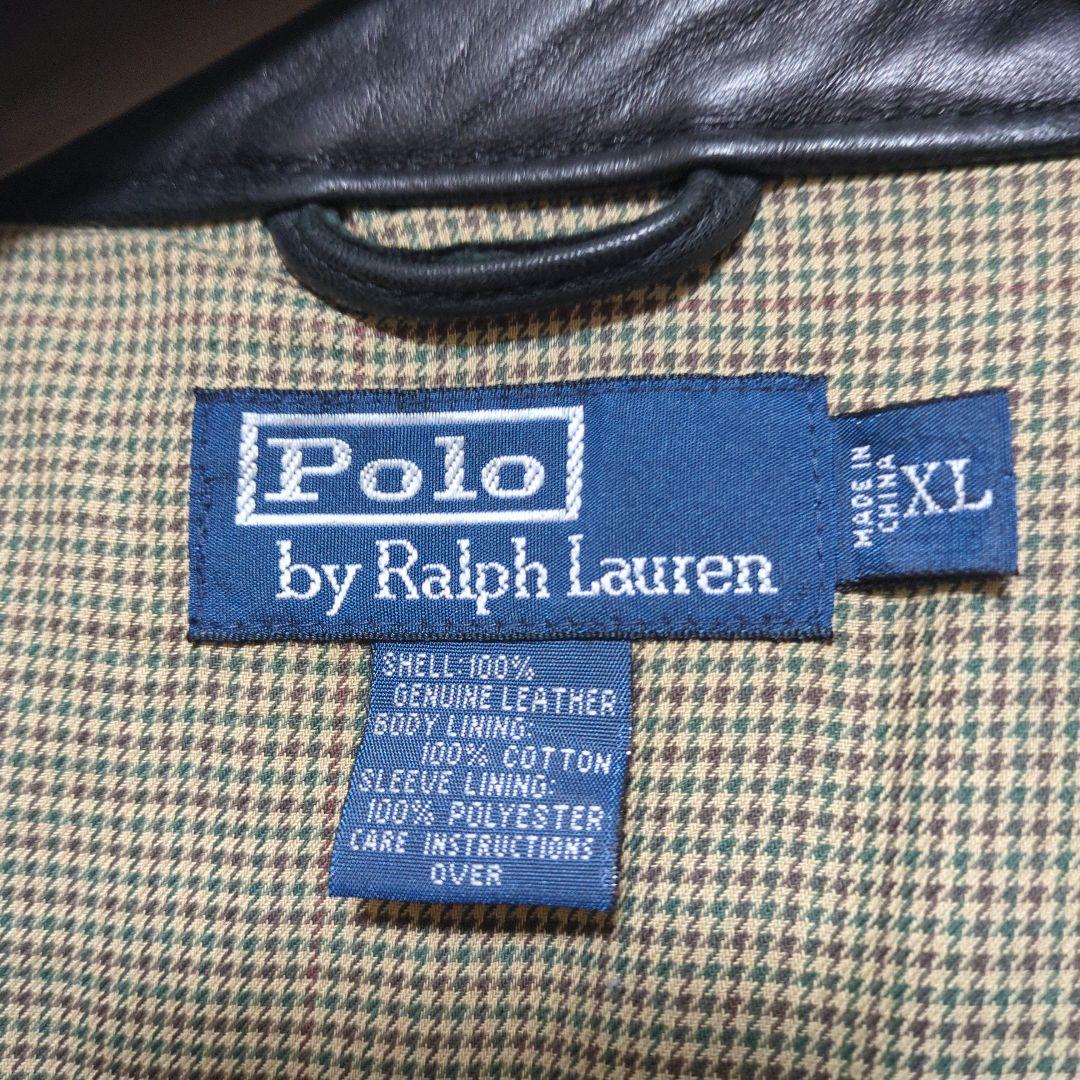 Polo
by Ralph Lauren
MADE IN
CHINA
XL
SHELL:100%
GENUINE LEATHER
BODY LINING:
100% COTTON
SLEEVE LINING:
100% POLYESTER
CARE INSTRUCTIONS
OVER